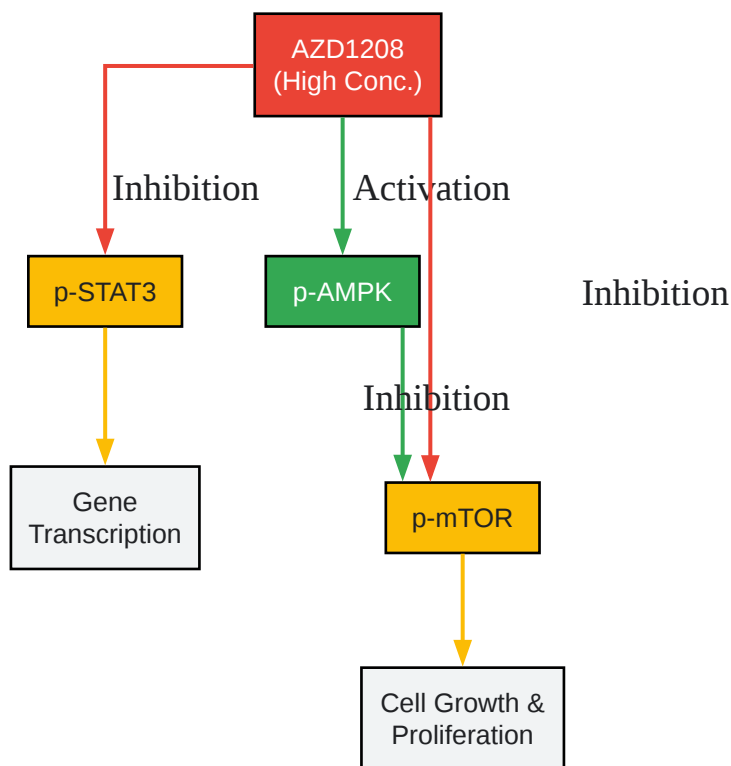 AZD1208
(High Conc.)
Inhibition
Activation
p-STAT3
p-AMPK
Inhibition
Inhibition
Gene
Transcription
p-mTOR
Cell Growth &
Proliferation